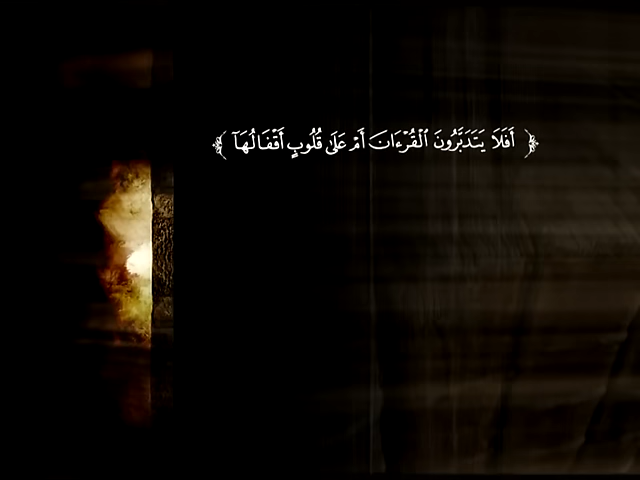 ﴿ أَفَلَا يَتَدَبَّرُونَ ٱلْقُرْءَانَ أَمْ عَلَىٰ قُلُوبٍ أَقْفَالُهَآ ﴾